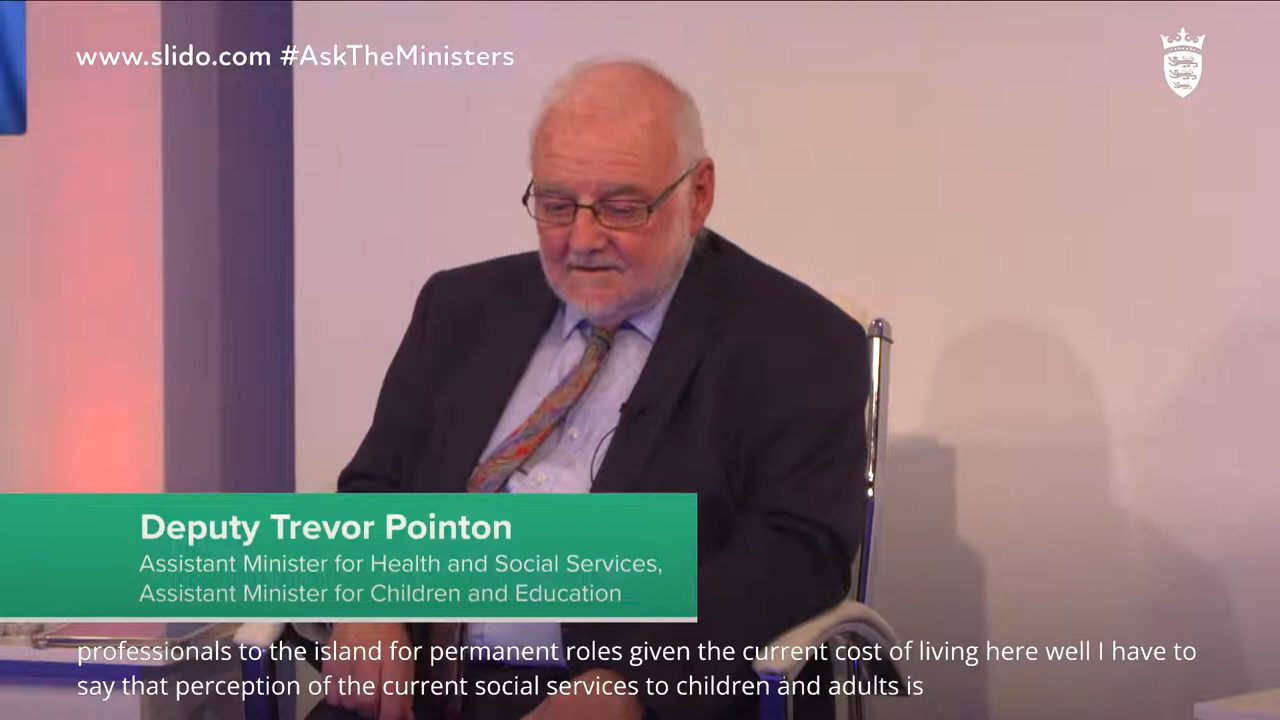 www.slido.com #AskTheMinisters
Deputy Trevor Pointon
Assistant Minister for Health and Social Services,
Assistant Minister for Children and Education
professionals to the island for permanent roles given the current cost of living here well I have to
say that perception of the current social services to children and adults is